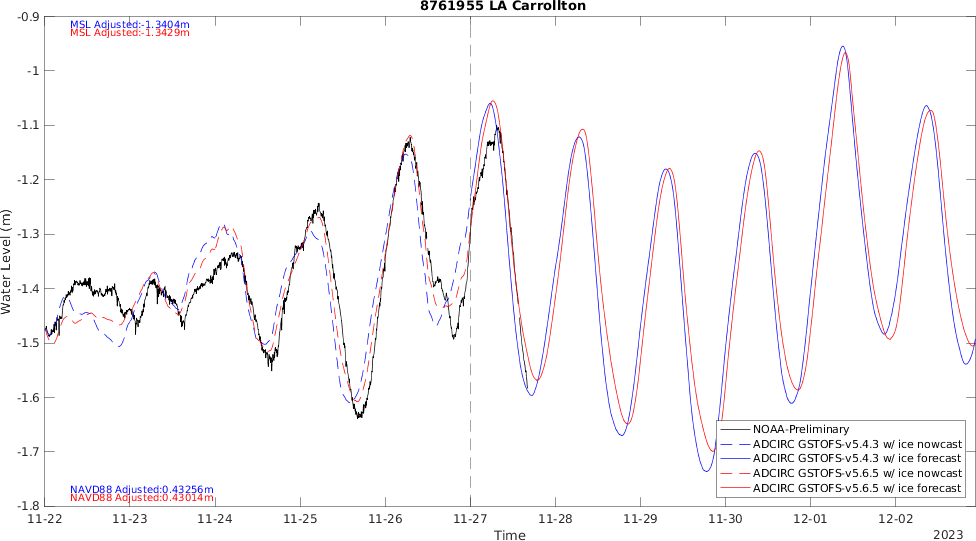 8761955 LA Carrollton
MSL Adjusted:-1.3404m
MSL Adjusted:-1.3429m
-0.9
-1
-1.1
-1.2
-1.3
-1.4
-1.5
-1.6
-1.7
-1.8
Water Level (m)
NOAA-Preliminary
ADCIRC GSTOFS-v5.4.3 w/ ice nowcast
ADCIRC GSTOFS-v5.4.3 w/ ice forecast
ADCIRC GSTOFS-v5.6.5 w/ ice nowcast
ADCIRC GSTOFS-v5.6.5 w/ ice forecast
NAVD88 Adjusted:0.43256m
NAVD88 Adjusted:0.43014m
11-22 11-23 11-24 11-25 11-26 11-27 11-28 11-29 11-30 12-01 12-02
Time
2023